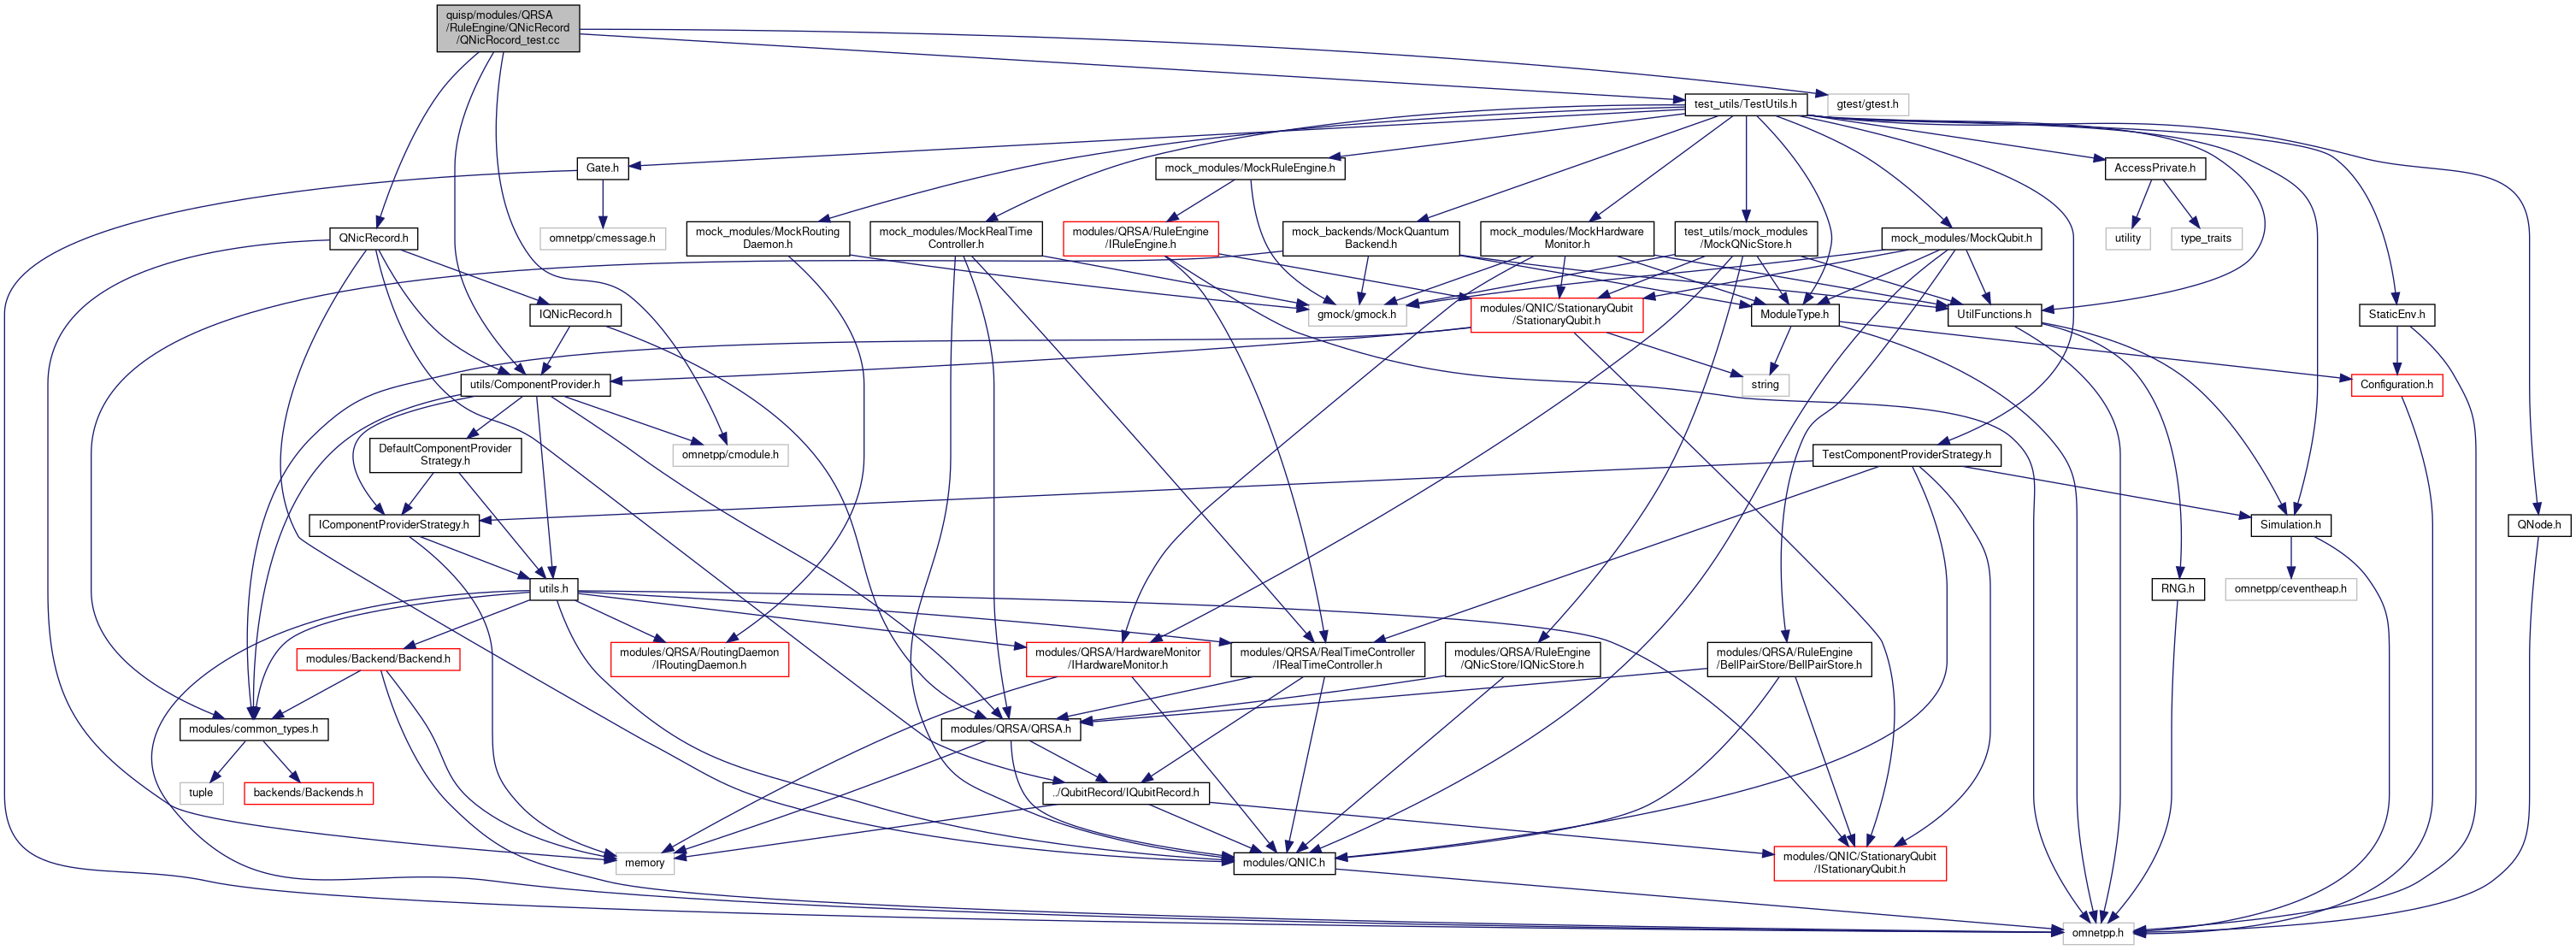 quisp/modules/QRSA
/RuleEngine/QNicRecord
/QNicRocord_test.cc
test_utils/TestUtils.h
gtest/gtest.h
Gate.h
mock_modules/MockRuleEngine.h
AccessPrivate.h
QNicRecord.h
omnetpp/cmessage.h
mock_modules/MockRouting
Daemon.h
mock_modules/MockRealTime
Controller.h
modules/QRSA/RuleEngine
/IRuleEngine.h
mock_backends/MockQuantum
Backend.h
mock_modules/MockHardware
Monitor.h
test_utils/mock_modules
/MockQNicStore.h
mock_modules/MockQubit.h
utility
type_traits
IQNicRecord.h
gmock/gmock.h
modules/QNIC/StationaryQubit
/StationaryQubit.h
ModuleType.h
UtilFunctions.h
StaticEnv.h
utils/ComponentProvider.h
string
Configuration.h
DefaultComponentProvider
Strategy.h
omnetpp/cmodule.h
TestComponentProviderStrategy.h
IComponentProviderStrategy.h
Simulation.h
QNode.h
utils.h
RNG.h
omnetpp/ceventheap.h
modules/Backend/Backend.h
modules/QRSA/RoutingDaemon
/IRoutingDaemon.h
modules/QRSA/HardwareMonitor
/IHardwareMonitor.h
modules/QRSA/RealTimeController
/IRealTimeController.h
modules/QRSA/RuleEngine
/QNicStore/IQNicStore.h
modules/QRSA/RuleEngine
/BellPairStore/BellPairStore.h
modules/common_types.h
modules/QRSA/QRSA.h
tuple
backends/Backends.h
../QubitRecord/IQubitRecord.h
memory
modules/QNIC.h
modules/QNIC/StationaryQubit
/IStationaryQubit.h
omnetpp.h